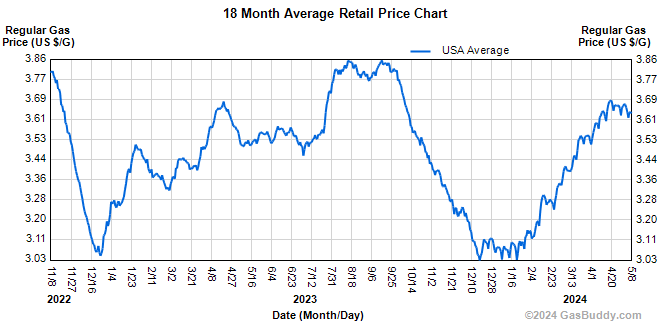 18 Month Average Retail Price Chart
Regular Gas
Price (US $/G)
Regular Gas
Price (US $/G)
USA Average
3.86
3.77
3.69
3.61
3.53
3.44
3.36
3.28
3.20
3.11
3.03
3.86
3.77
3.69
3.61
3.53
3.44
3.36
3.28
3.20
3.11
3.03
11/8 11/27 12/16 1/4 1/23 2/11 3/2 3/21 4/8 4/27 5/16 6/4 6/23 7/12 7/31 8/18 9/6 9/25 10/14 11/2 11/21 12/10 12/28 1/16 2/4 2/23 3/13 4/1 4/20 5/8
2022 2023 2024
Date (Month/Day)
©2024 GasBuddy.com